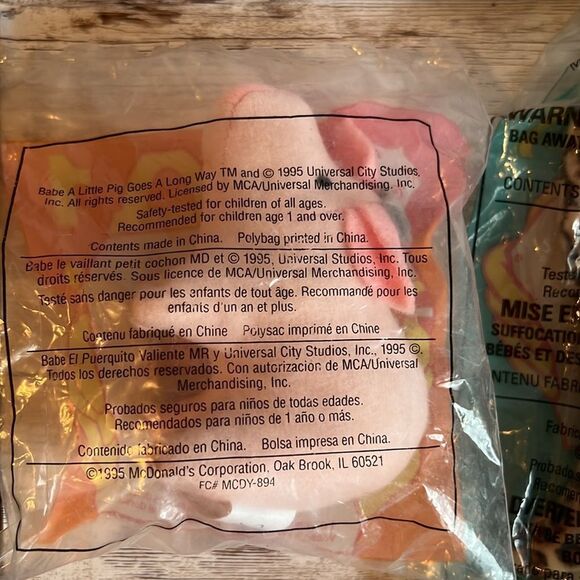 Babe A Little Pig Goes A Long Way TM and © 1995 Universal City Studios,
Inc. All rights reserved. Licensed by MCA/Universal Merchandising, Inc.
Safety-tested for children of all ages.
Recommended for children age 1 and over.
Contents made in China. Polybag printed in China.
Babe le vaillant petit cochon MD et © 1995, Universal Studios, Inc. Tous
droits réservés. Sous licence de MCA/Universal Merchandising, Inc.
Testé sans danger pour les enfants de tout âge. Recommandé pour les
enfants d'un an et plus.
Contenu fabriqué en Chine Polysac imprimé en Chine
Babe El Puerquito Valiente MR y Universal City Studios, Inc., 1995 ©.
Todos los derechos reservados. Con autorizacion de MCA/Universal
Merchandising, Inc.
Probados seguros para niños de todas edades.
Recomendados para niños de 1 año o más.
Contenido fabricado en China. Bolsa impresa en China.
©1995 McDonald's Corporation, Oak Brook, IL 60521
FC# MCDY-894
WARN
BAG AWA
CONTENTS
Teste
Reco
MISE E
SUFFOCATIO
BÉBÉS ET DE
NTENU FABR
Fabri
Probados
Recome